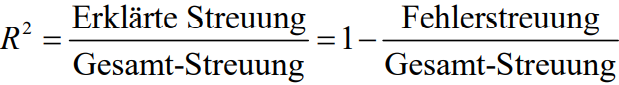 R² = Erklärte Streuung / Gesamt-Streuung = 1 − Fehlerstreuung / Gesamt-Streuung